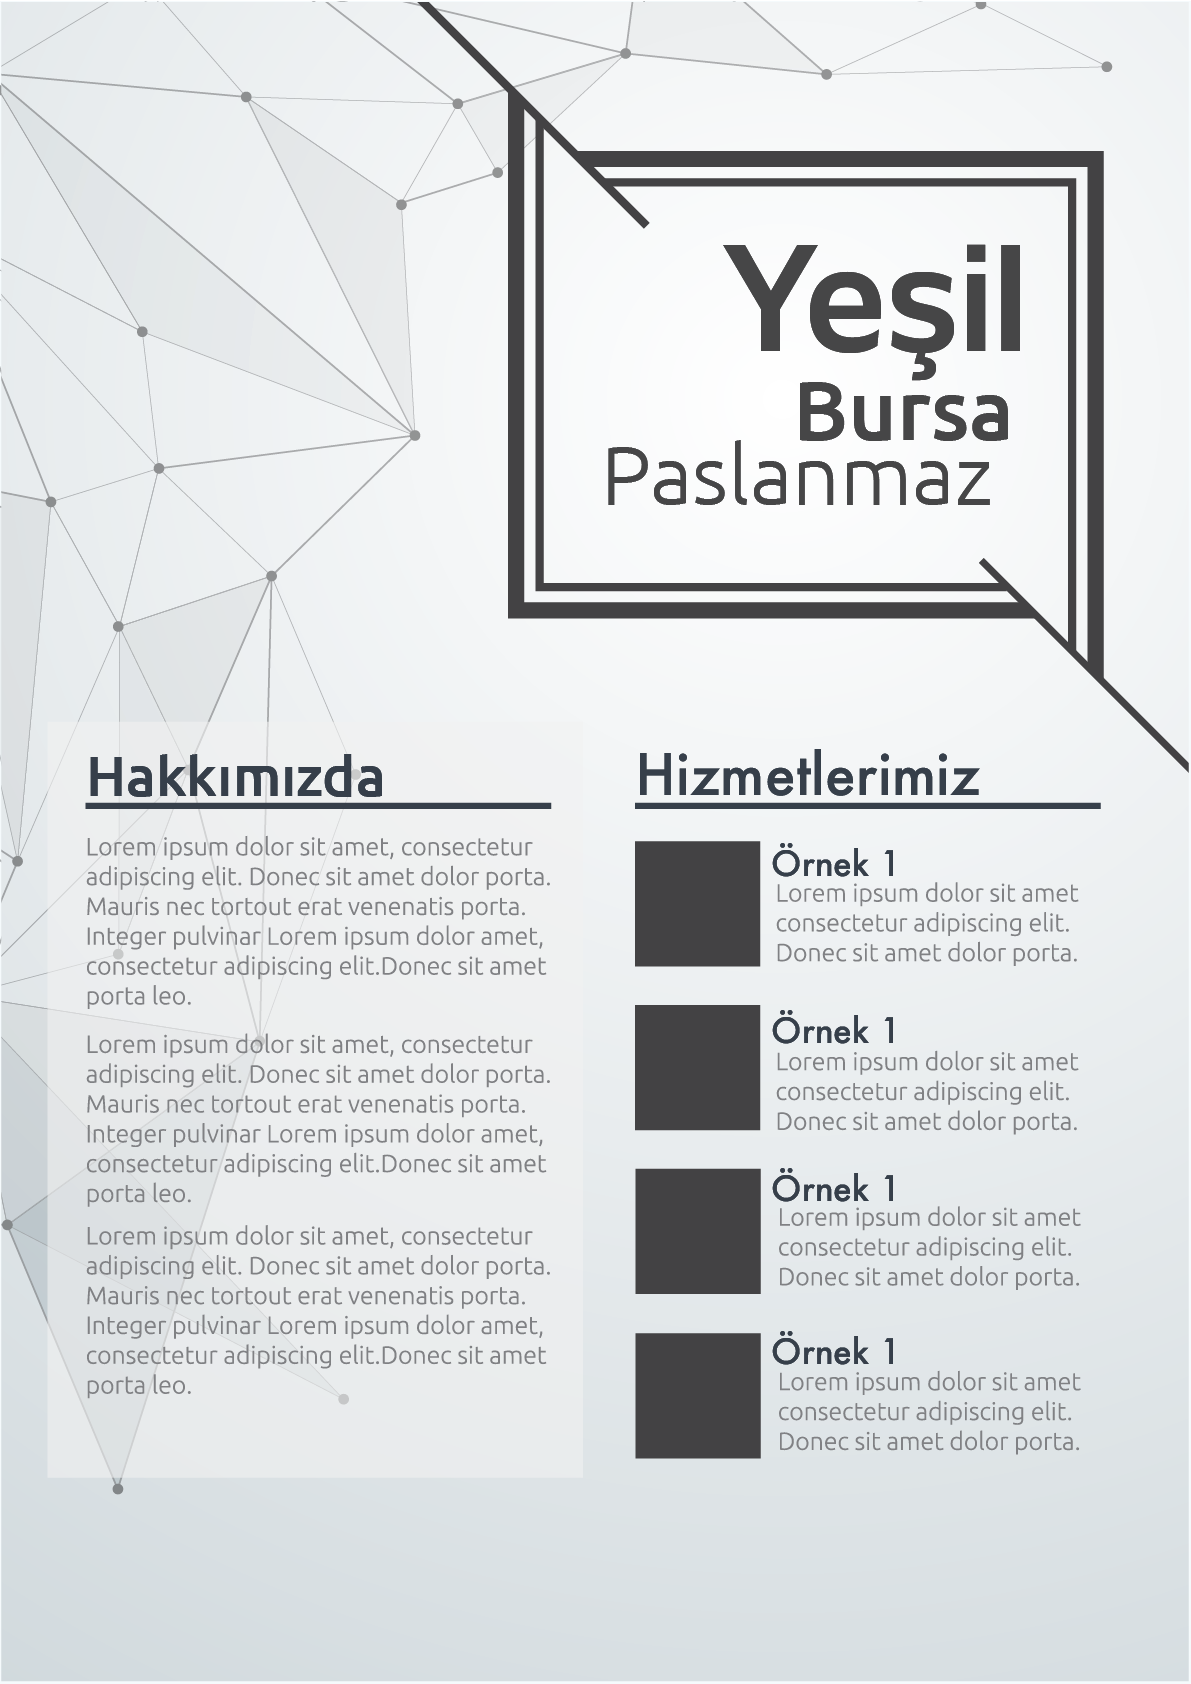 Yeşil
Bursa
Paslanmaz
Hakkımızda
Lorem ipsum dolor sit amet, consectetur
adipiscing elit. Donec sit amet dolor porta.
Mauris nec tortout erat venenatis porta.
Integer pulvinar Lorem ipsum dolor amet,
consectetur adipiscing elit.Donec sit amet
porta leo.
Lorem ipsum dolor sit amet, consectetur
adipiscing elit. Donec sit amet dolor porta.
Mauris nec tortout erat venenatis porta.
Integer pulvinar Lorem ipsum dolor amet,
consectetur adipiscing elit.Donec sit amet
porta leo.
Lorem ipsum dolor sit amet, consectetur
adipiscing elit. Donec sit amet dolor porta.
Mauris nec tortout erat venenatis porta.
Integer pulvinar Lorem ipsum dolor amet,
consectetur adipiscing elit.Donec sit amet
porta leo.
Hizmetlerimiz
Örnek 1
Lorem ipsum dolor sit amet
consectetur adipiscing elit.
Donec sit amet dolor porta.
Örnek 1
Lorem ipsum dolor sit amet
consectetur adipiscing elit.
Donec sit amet dolor porta.
Örnek 1
Lorem ipsum dolor sit amet
consectetur adipiscing elit.
Donec sit amet dolor porta.
Örnek 1
Lorem ipsum dolor sit amet
consectetur adipiscing elit.
Donec sit amet dolor porta.